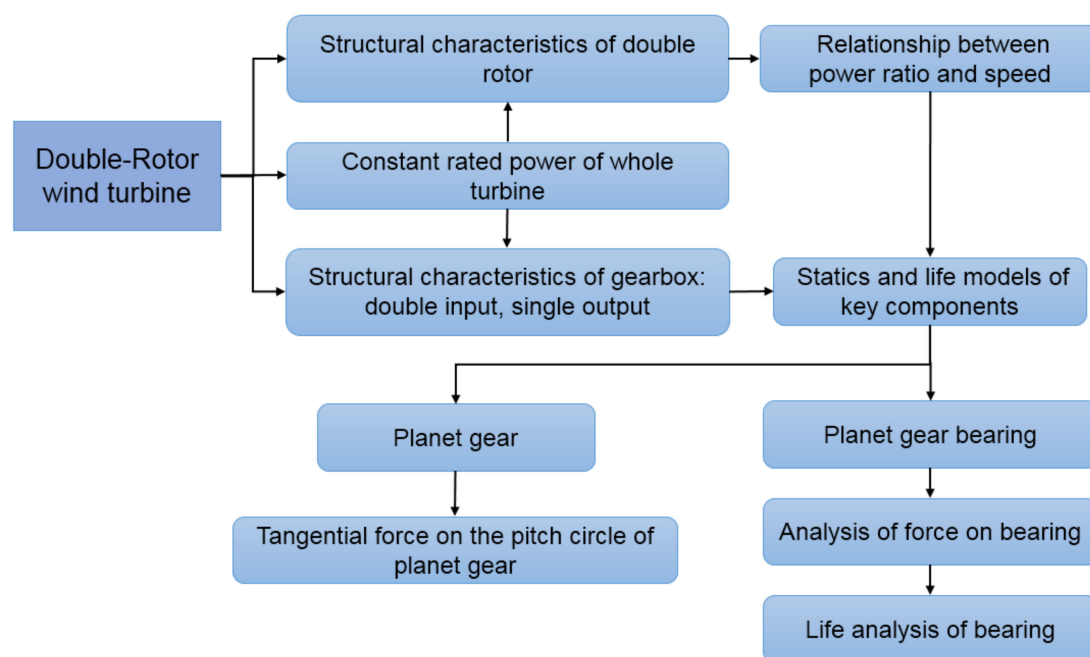 Structural characteristics of double
rotor
Relationship between
power ratio and speed
Double-Rotor
wind turbine
Constant rated power of whole
turbine
Structural characteristics of gearbox:
double input, single output
Statics and life models of
key components
Planet gear
Planet gear bearing
Tangential force on the pitch circle of
planet gear
Analysis of force on bearing
Life analysis of bearing